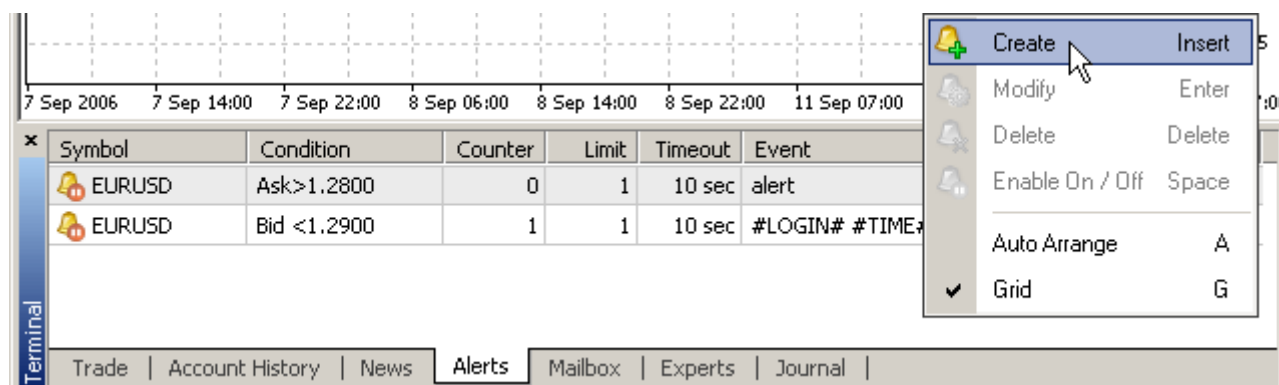 Create Insert
5
Modify Enter
7 Sep 2006 7 Sep 14:00 7 Sep 22:00 8 Sep 06:00 8 Sep 14:00 8 Sep 22:00 11 Sep 07:00
Delete Delete
Symbol Condition Counter Limit Timeout Event
EURUSD Ask>1.2800 0 1 10 sec alert
Enable On / Off Space
EURUSD Bid <1.2900 1 1 10 sec #LOGIN# #TIME#
Auto Arrange A
Grid G
Terminal
Trade | Account History | News | Alerts | Mailbox | Experts | Journal |